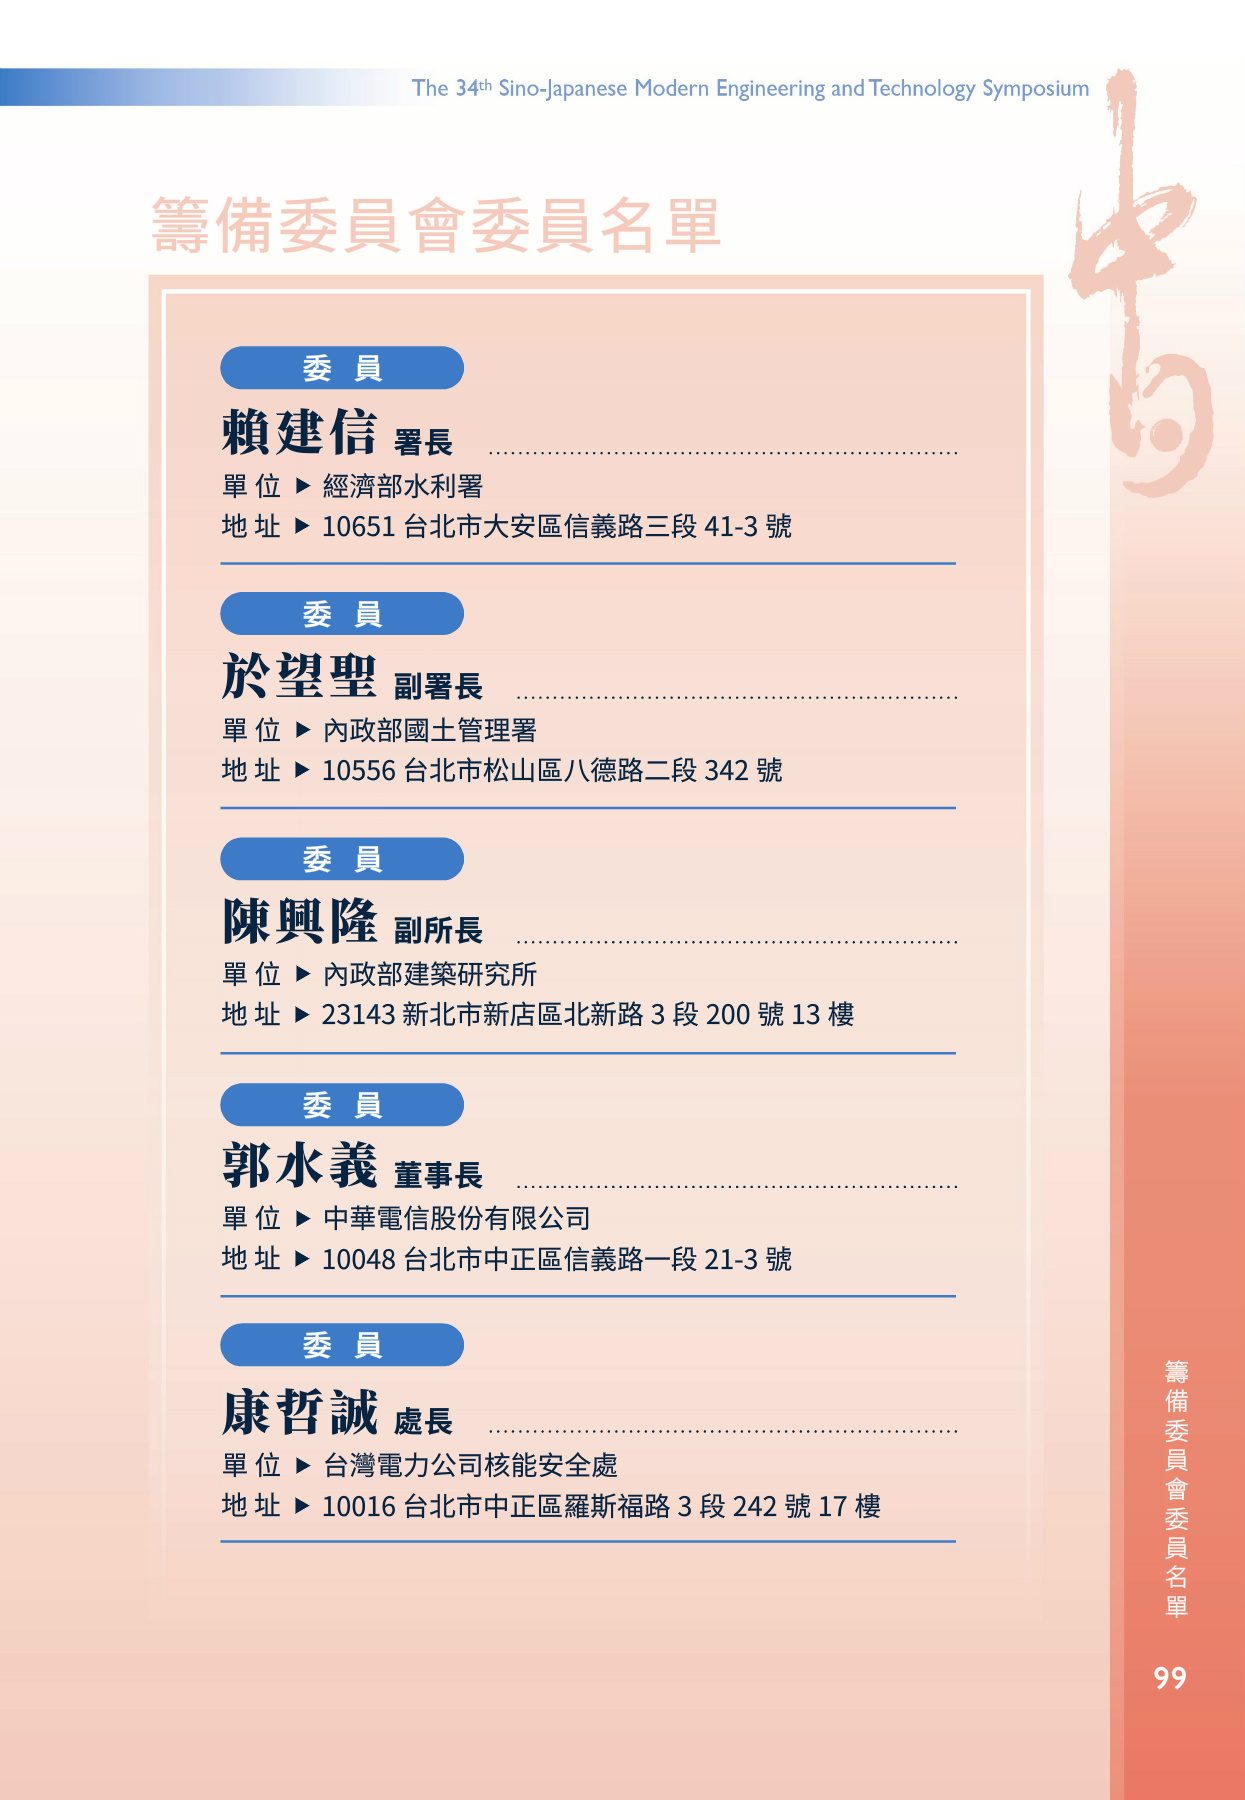 The 34th Sino-Japanese Modern Engineering and Technology Symposium
中日
籌備委員會委員名單
委 員
賴建信 署長
單 位 ▶ 經濟部水利署
地 址 ▶ 10651 台北市大安區信義路三段 41-3 號
委 員
於望聖 副署長
單 位 ▶ 內政部國土管理署
地 址 ▶ 10556 台北市松山區八德路二段 342 號
委 員
陳興隆 副所長
單 位 ▶ 內政部建築研究所
地 址 ▶ 23143 新北市新店區北新路 3 段 200 號 13 樓
委 員
郭水義 董事長
單 位 ▶ 中華電信股份有限公司
地 址 ▶ 10048 台北市中正區信義路一段 21-3 號
委 員
康哲誠 處長
單 位 ▶ 台灣電力公司核能安全處
地 址 ▶ 10016 台北市中正區羅斯福路 3 段 242 號 17 樓
籌備委員會委員名單
99